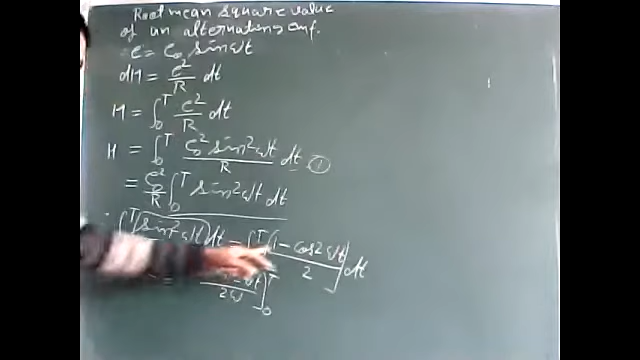 Root mean square value
of an alternating emf.
e = e₀ sin ωt
dH = e²/R dt
H = ∫₀ᵀ e²/R dt
H = ∫₀ᵀ e₀² sin² ωt / R dt ①
= e₀²/R ∫₀ᵀ sin² ωt dt
∫ᵀ sin² ωt dt = ∫ᵀ (1 - cos 2ωt / 2) dt
= ωt / 2ω ]₀ᵀ